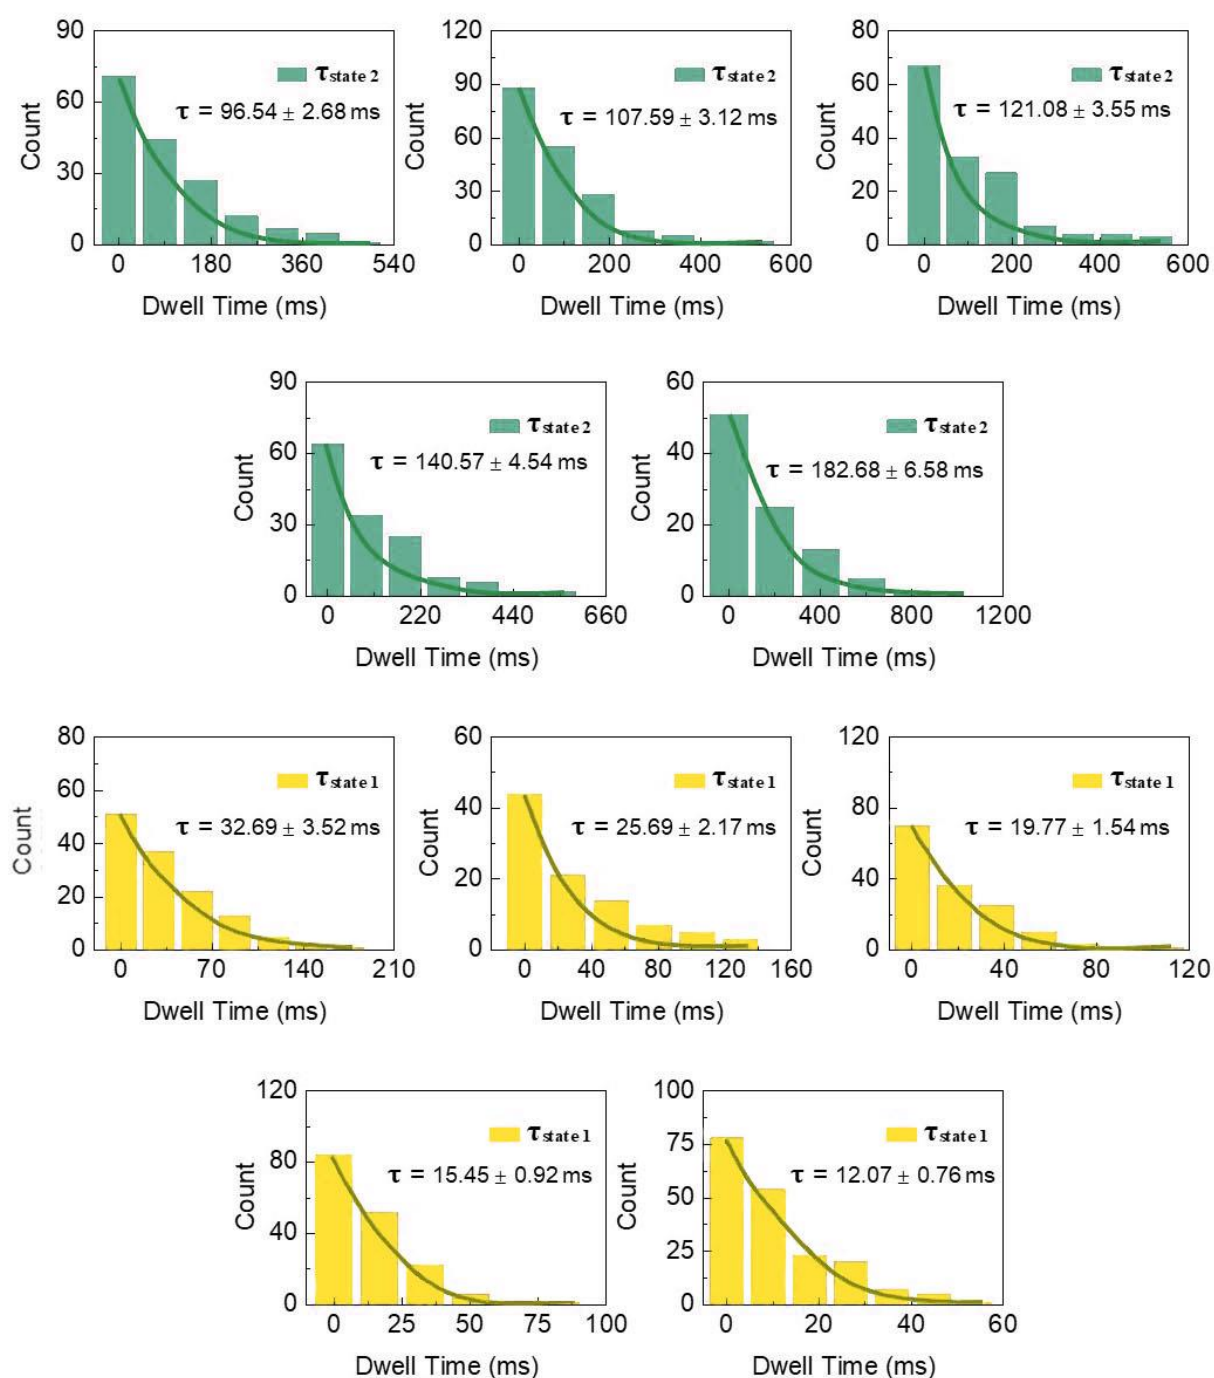 90
60
30
0
Count
τstate 2
τ = 96.54 ± 2.68 ms
0 180 360 540
Dwell Time (ms)
120
90
60
30
0
Count
τstate 2
τ = 107.59 ± 3.12 ms
0 200 400 600
Dwell Time (ms)
80
60
40
20
0
Count
τstate 2
τ = 121.08 ± 3.55 ms
0 200 400 600
Dwell Time (ms)
90
60
30
0
Count
τstate 2
τ = 140.57 ± 4.54 ms
0 220 440 660
Dwell Time (ms)
60
40
20
0
Count
τstate 2
τ = 182.68 ± 6.58 ms
0 400 800 1200
Dwell Time (ms)
80
60
40
20
0
Count
τstate 1
τ = 32.69 ± 3.52 ms
0 70 140 210
Dwell Time (ms)
60
40
20
0
Count
τstate 1
τ = 25.69 ± 2.17 ms
0 40 80 120 160
Dwell Time (ms)
120
80
40
0
Count
τstate 1
τ = 19.77 ± 1.54 ms
0 40 80 120
Dwell Time (ms)
120
80
40
0
Count
τstate 1
τ = 15.45 ± 0.92 ms
0 25 50 75 100
Dwell Time (ms)
100
75
50
25
0
Count
τstate 1
τ = 12.07 ± 0.76 ms
0 20 40 60
Dwell Time (ms)